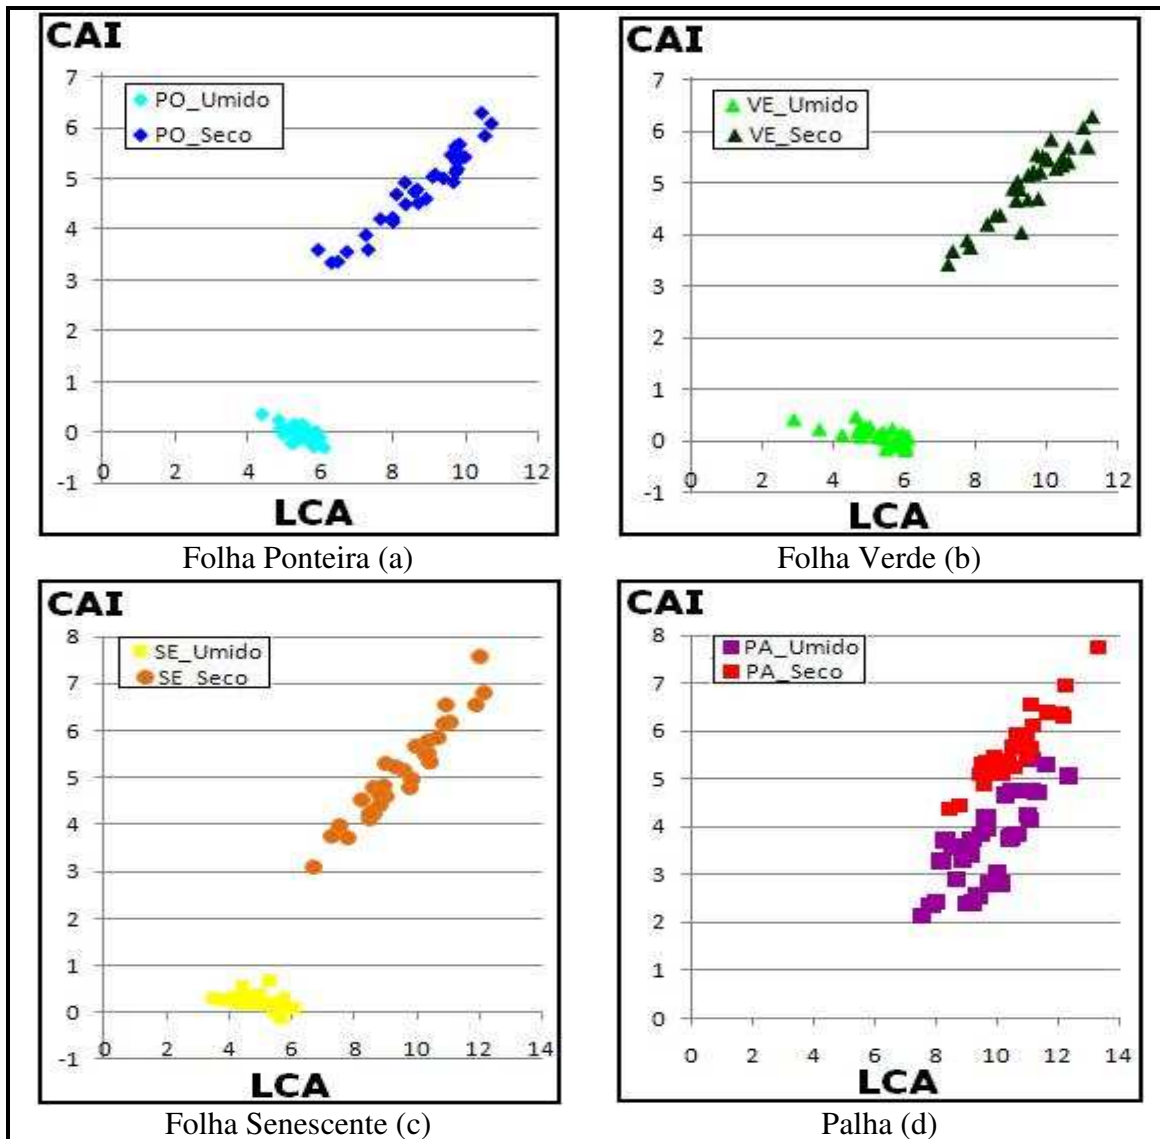 CAI
7
6
5
4
3
2
1
0
-1
PO_Umido
PO_Seco
0 2 4 6 8 10 12
LCA
Folha Ponteira (a)
CAI
7
6
5
4
3
2
1
0
-1
VE_Umido
VE_Seco
0 2 4 6 8 10 12
LCA
Folha Verde (b)
CAI
8
7
6
5
4
3
2
1
0
-1
SE_Umido
SE_Seco
0 2 4 6 8 10 12 14
LCA
Folha Senescente (c)
CAI
8
7
6
5
4
3
2
1
0
PA_Umido
PA_Seco
0 2 4 6 8 10 12 14
LCA
Palha (d)